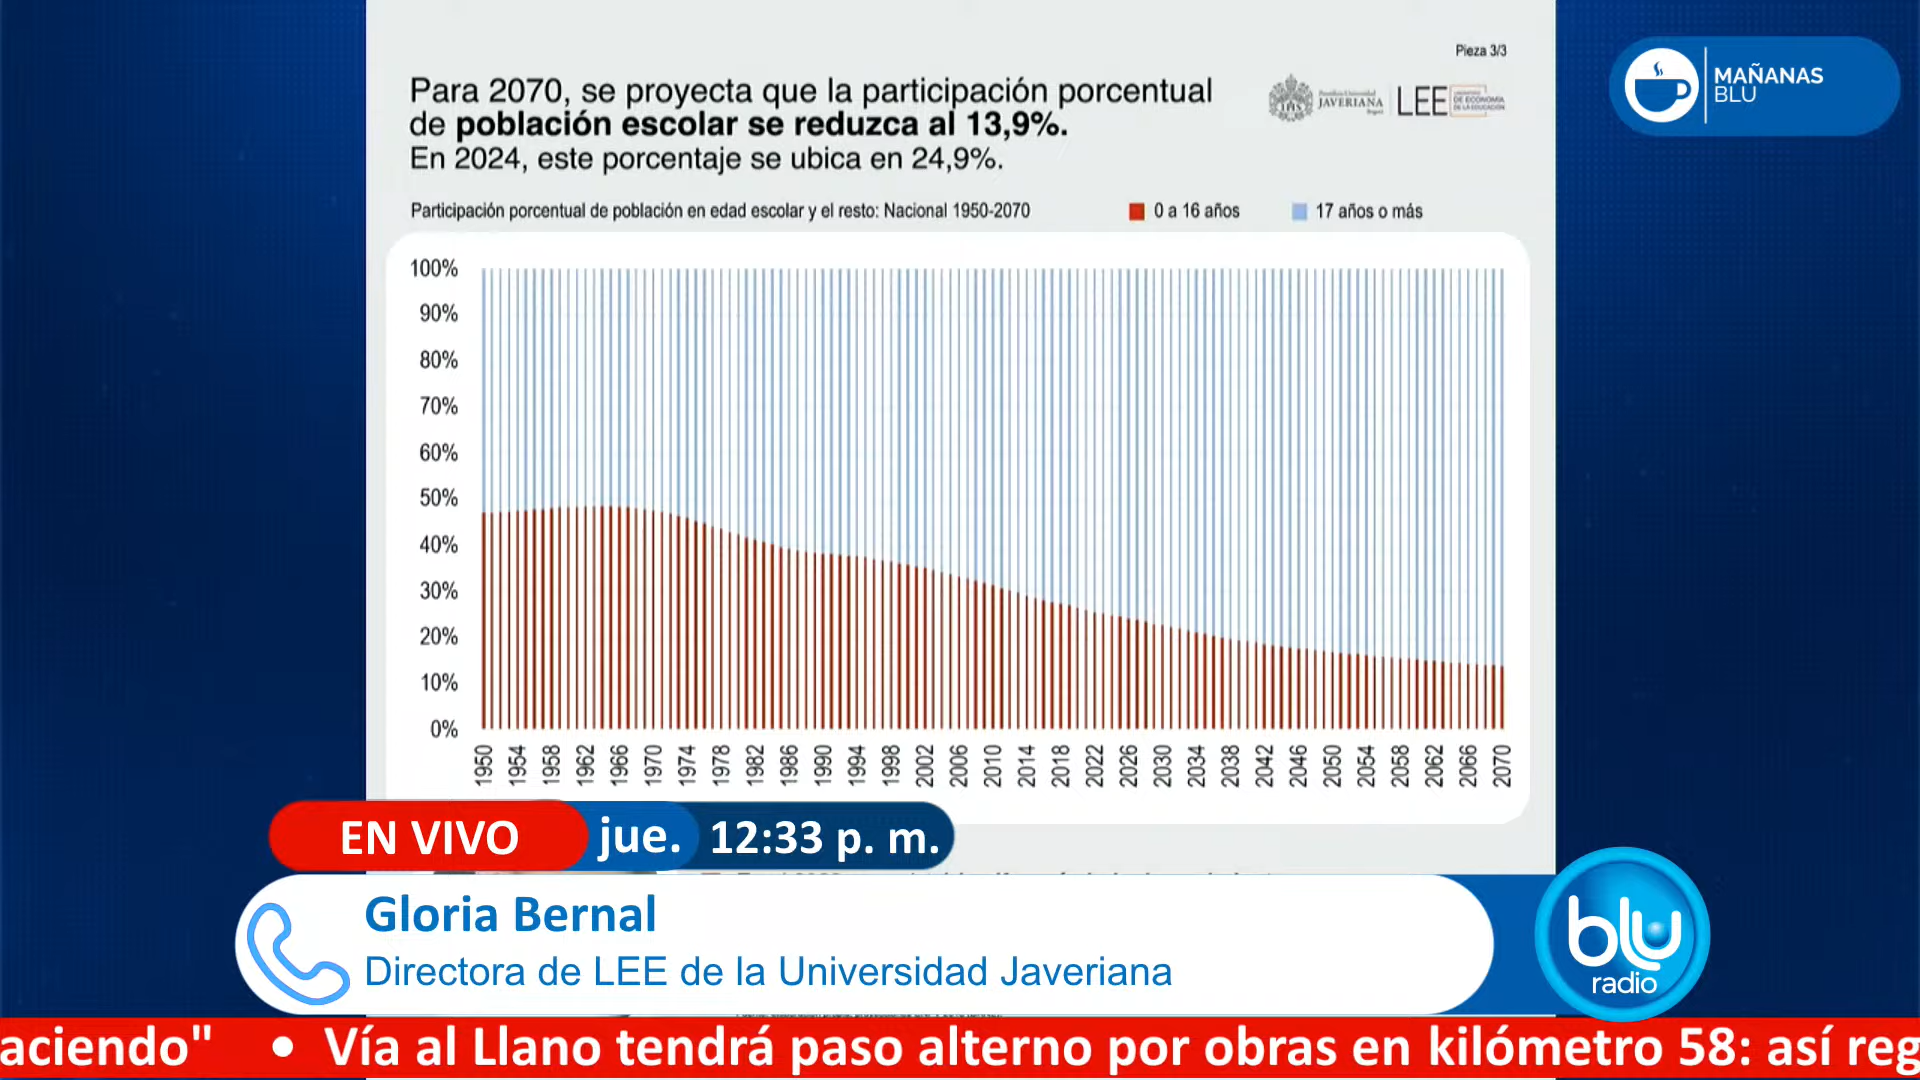 Pieza 3/3
Para 2070, se proyecta que la participación porcentual
de población escolar se reduzca al 13,9%.
En 2024, este porcentaje se ubica en 24,9%.
JAVERIANA
LEE
MAÑANAS
BLU
Participación porcentual de población en edad escolar y el resto: Nacional 1950-2070
0 a 16 años
17 años o más
100%
90%
80%
70%
60%
50%
40%
30%
20%
10%
0%
1950 1954 1958 1962 1966 1970 1974 1978 1982 1986 1990 1994 1998 2002 2006 2010 2014 2018 2022 2026 2030 2034 2038 2042 2046 2050 2054 2058 2062 2066 2070
EN VIVO jue. 12:33 p. m.
Gloria Bernal
Directora de LEE de la Universidad Javeriana
blu
radio
aciendo" • Vía al Llano tendrá paso alterno por obras en kilómetro 58: así reg